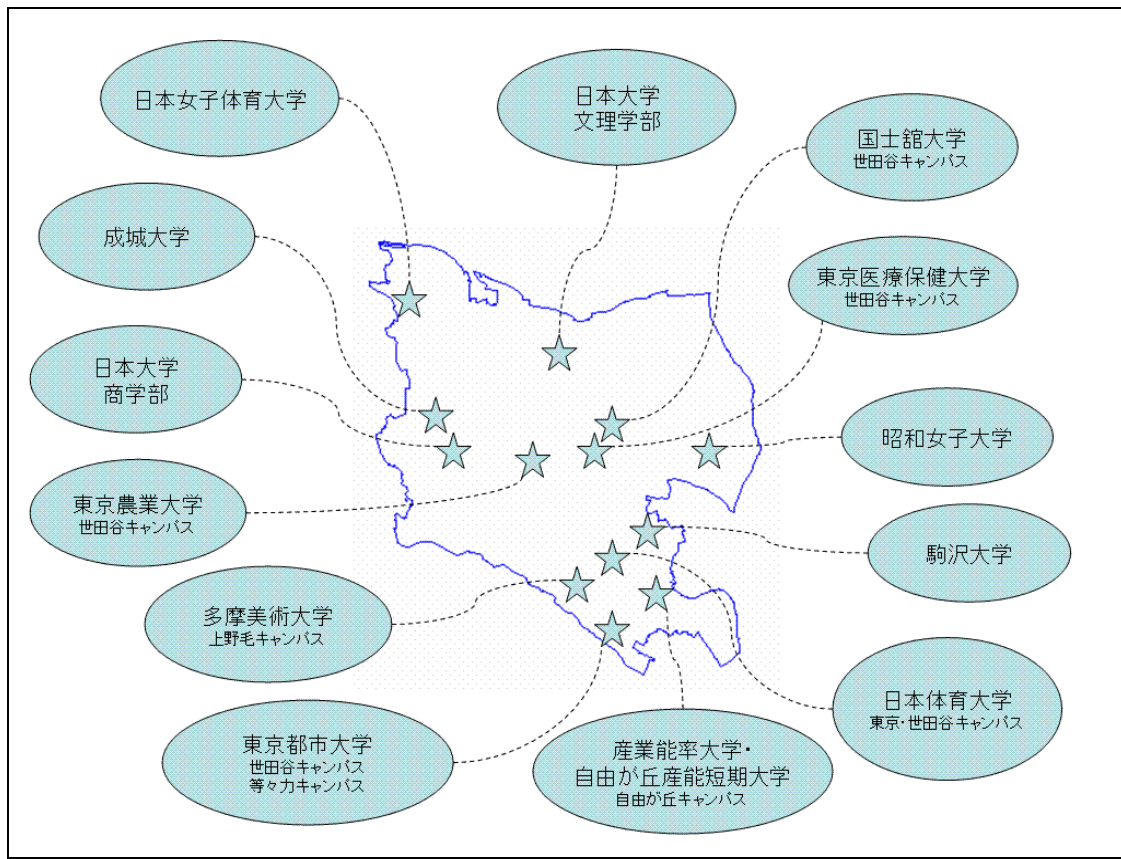 日本女子体育大学
日本大学
文理学部
国士舘大学
世田谷キャンパス
成城大学
東京医療保健大学
世田谷キャンパス
日本大学
商学部
昭和女子大学
東京農業大学
世田谷キャンパス
駒沢大学
多摩美術大学
上野毛キャンパス
日本体育大学
東京・世田谷キャンパス
東京都市大学
世田谷キャンパス
等々力キャンパス
産業能率大学・
自由が丘産能短期大学
自由が丘キャンパス